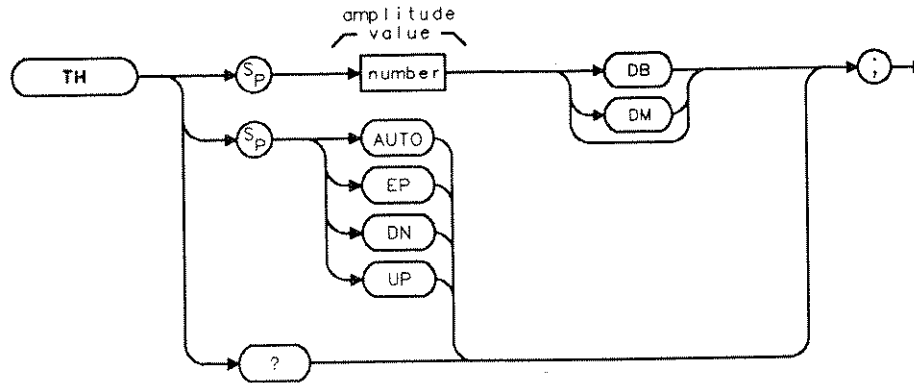 amplitude
value
TH
SP
number
DB
;
DM
SP
AUTO
EP
DN
UP
?